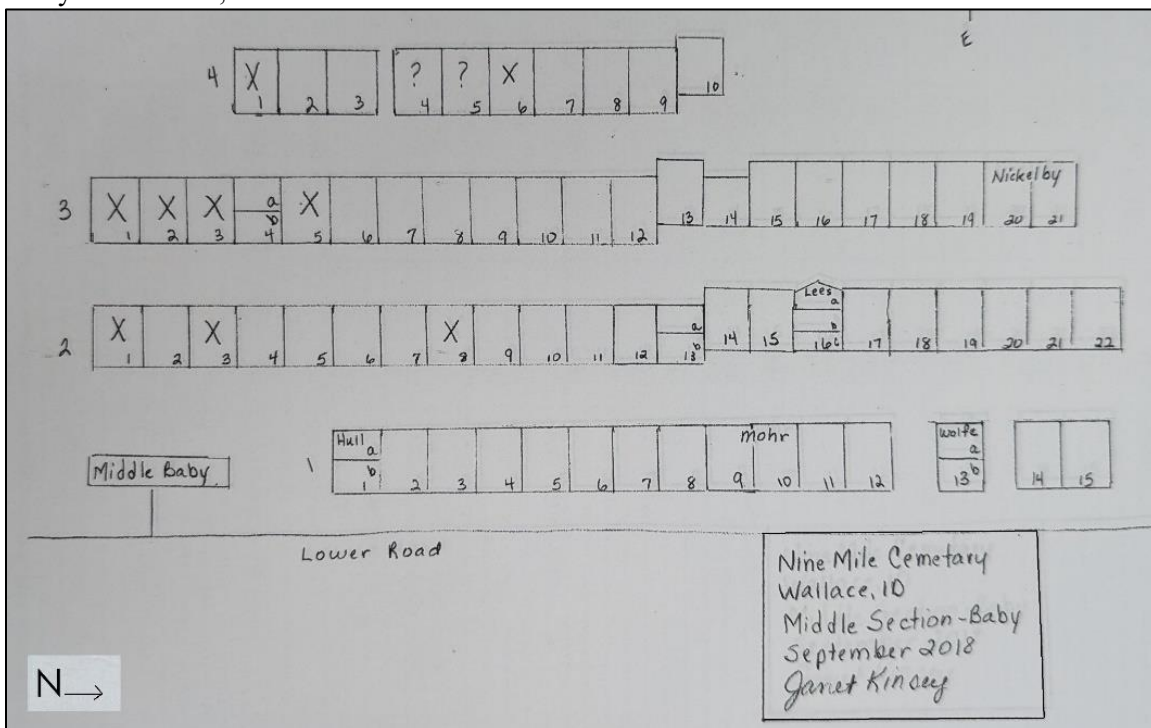 E
4 X 1 2 3 ? 4 ? 5 X 6 7 8 9 10
3 X 1 X 2 X 3 a b 4 X 5 6 7 8 9 10 11 12 13 14 15 16 17 18 19 Nickelby 20 21
2 X 1 2 X 3 4 5 6 7 X 8 9 10 11 12 a b 13 14 15 Lees a b 16 c 17 18 19 20 21 22
Middle Baby
1 Hull a b 1 2 3 4 5 6 7 8 mohr 9 10 11 12 Wolfe a b 13 14 15
Lower Road
Nine Mile Cemetary
Wallace, ID
Middle Section-Baby
September 2018
Janet Kinsey
N